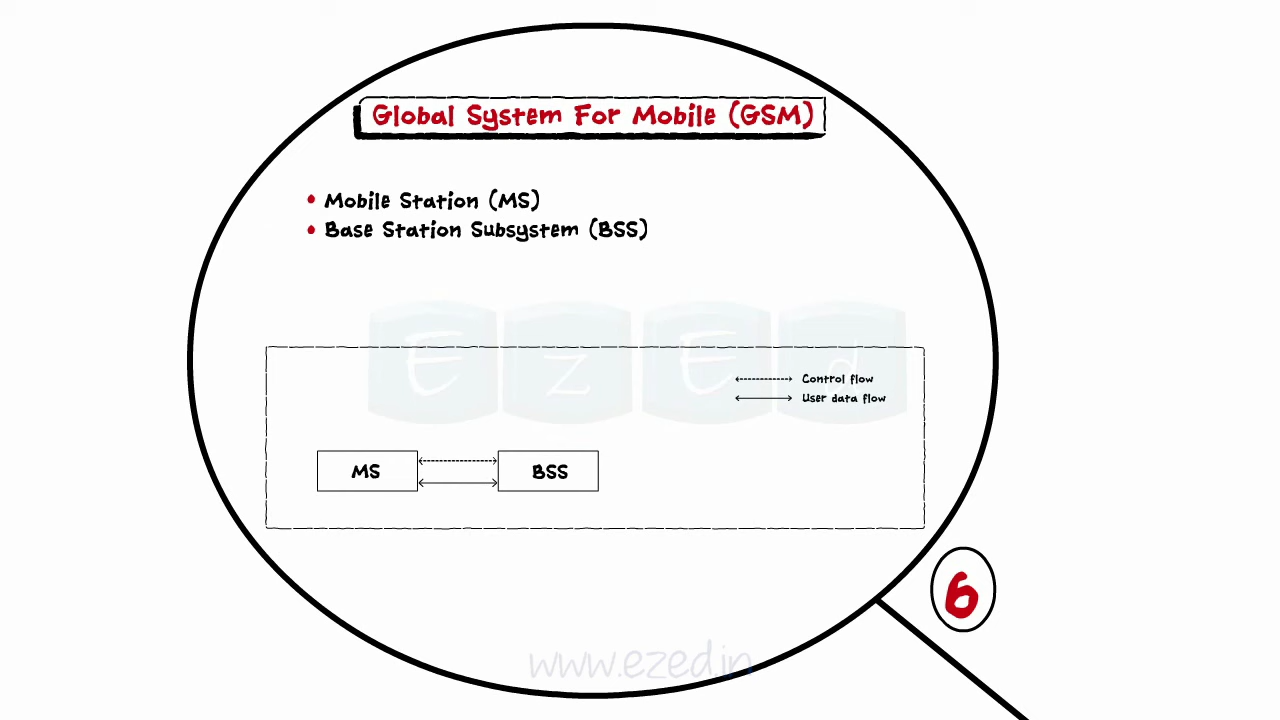 Global System For Mobile (GSM)
• Mobile Station (MS)
• Base Station Subsystem (BSS)
EzEd
Control flow
User data flow
MS
BSS
6
www.ezed.in